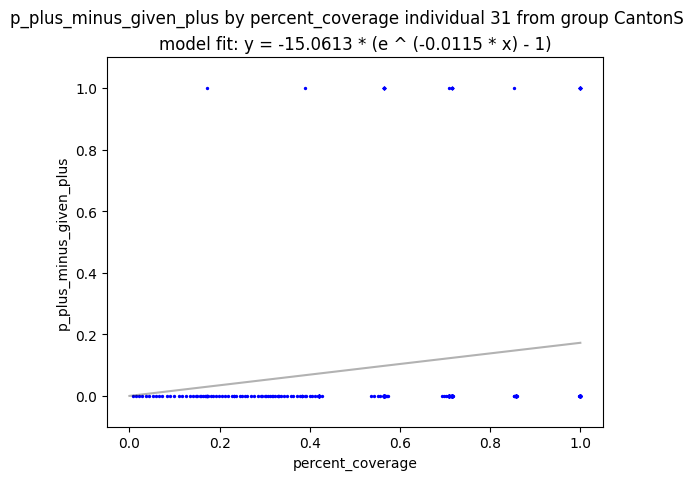 p_plus_minus_given_plus by percent_coverage individual 31 from group CantonS
model fit: y = -15.0613 * (e ^ (-0.0115 * x) - 1)
1.0
0.8
0.6
0.4
0.2
0.0
p_plus_minus_given_plus
0.0 0.2 0.4 0.6 0.8 1.0
percent_coverage